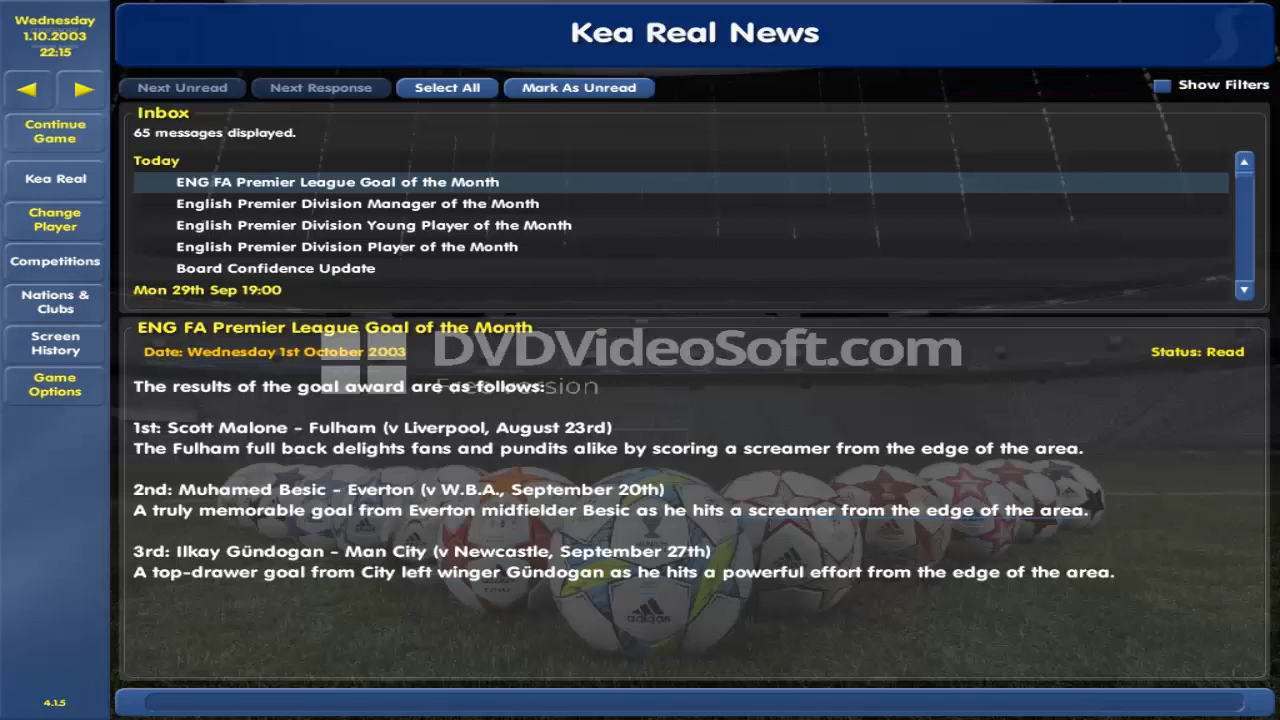 Wednesday
1.10.2003
22:15
Continue
Game
Kea Real
Change
Player
Competitions
Nations &
Clubs
Screen
History
Game
Options
4.1.5
Kea Real News
Next Unread
Next Response
Select All
Mark As Unread
Show Filters
Inbox
65 messages displayed.
Today
ENG FA Premier League Goal of the Month
English Premier Division Manager of the Month
English Premier Division Young Player of the Month
English Premier Division Player of the Month
Board Confidence Update
Mon 29th Sep 19:00
ENG FA Premier League Goal of the Month
Date: Wednesday 1st October 2003
Status: Read
DVDVideoSoft.com
Free version
The results of the goal award are as follows:
1st: Scott Malone - Fulham (v Liverpool, August 23rd)
The Fulham full back delights fans and pundits alike by scoring a screamer from the edge of the area.
2nd: Muhamed Besic - Everton (v W.B.A., September 20th)
A truly memorable goal from Everton midfielder Besic as he hits a screamer from the edge of the area.
3rd: Ilkay Gündogan - Man City (v Newcastle, September 27th)
A top-drawer goal from City left winger Gündogan as he hits a powerful effort from the edge of the area.
adidas